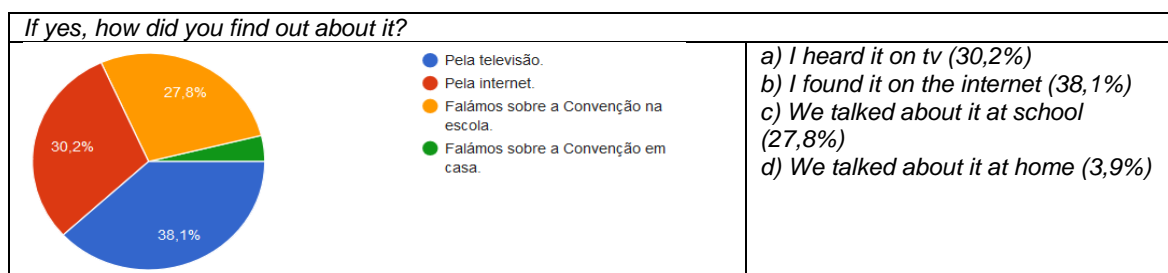 If yes, how did you find out about it?
27,8%
30,2%
38,1%
Pela televisão.
Pela internet.
Falámos sobre a Convenção na
escola.
Falámos sobre a Convenção em
casa.
a) I heard it on tv (30,2%)
b) I found it on the internet (38,1%)
c) We talked about it at school
(27,8%)
d) We talked about it at home (3,9%)